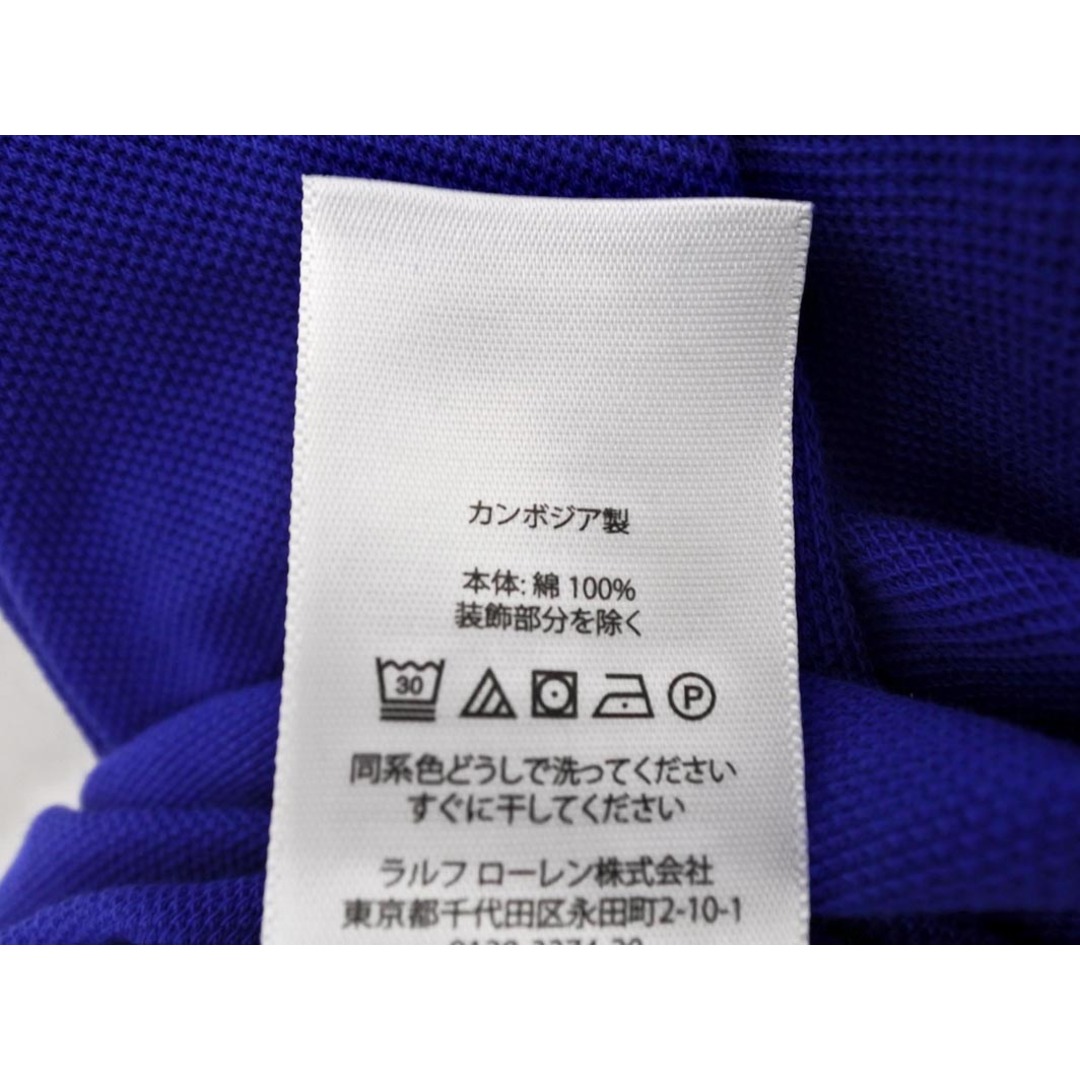 カンボジア製
本体: 綿 100%
装飾部分を除く
30 P
同系色どうしで洗ってください
すぐに干してください
ラルフ ローレン株式会社
東京都千代田区永田町2-10-1